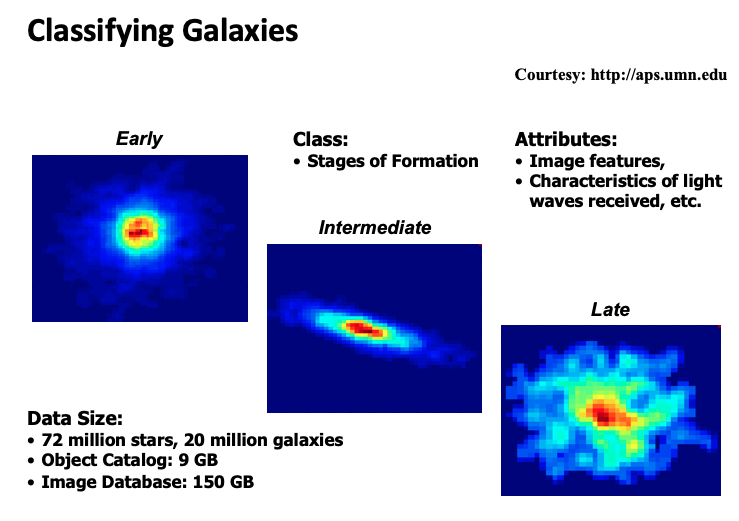 Classifying Galaxies
Courtesy: http://aps.umn.edu
Early
Class:
• Stages of Formation
Attributes:
• Image features,
• Characteristics of light
waves received, etc.
Intermediate
Late
Data Size:
• 72 million stars, 20 million galaxies
• Object Catalog: 9 GB
• Image Database: 150 GB